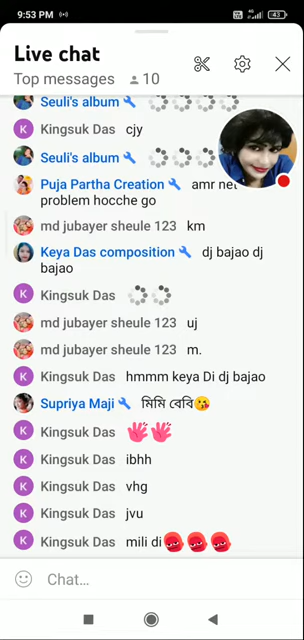 9:53 PM
4G
43
Live chat
Top messages 10
Seuli's album
Kingsuk Das cjy
Seuli's album
Puja Partha Creation amr net
problem hocche go
md jubayer sheule 123 km
Keya Das composition dj bajao dj
bajao
Kingsuk Das
md jubayer sheule 123 uj
md jubayer sheule 123 m.
Kingsuk Das hmmm keya Di dj bajao
Supriya Maji মিমি বেবি😘
Kingsuk Das 
Kingsuk Das ibhh
Kingsuk Das vhg
Kingsuk Das jvu
Kingsuk Das mili di
Chat...